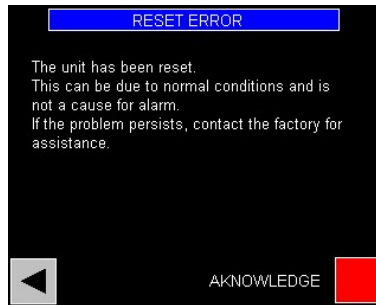 RESET ERROR
The unit has been reset.
This can be due to normal conditions and is
not a cause for alarm.
If the problem persists, contact the factory for
assistance.
AKNOWLEDGE